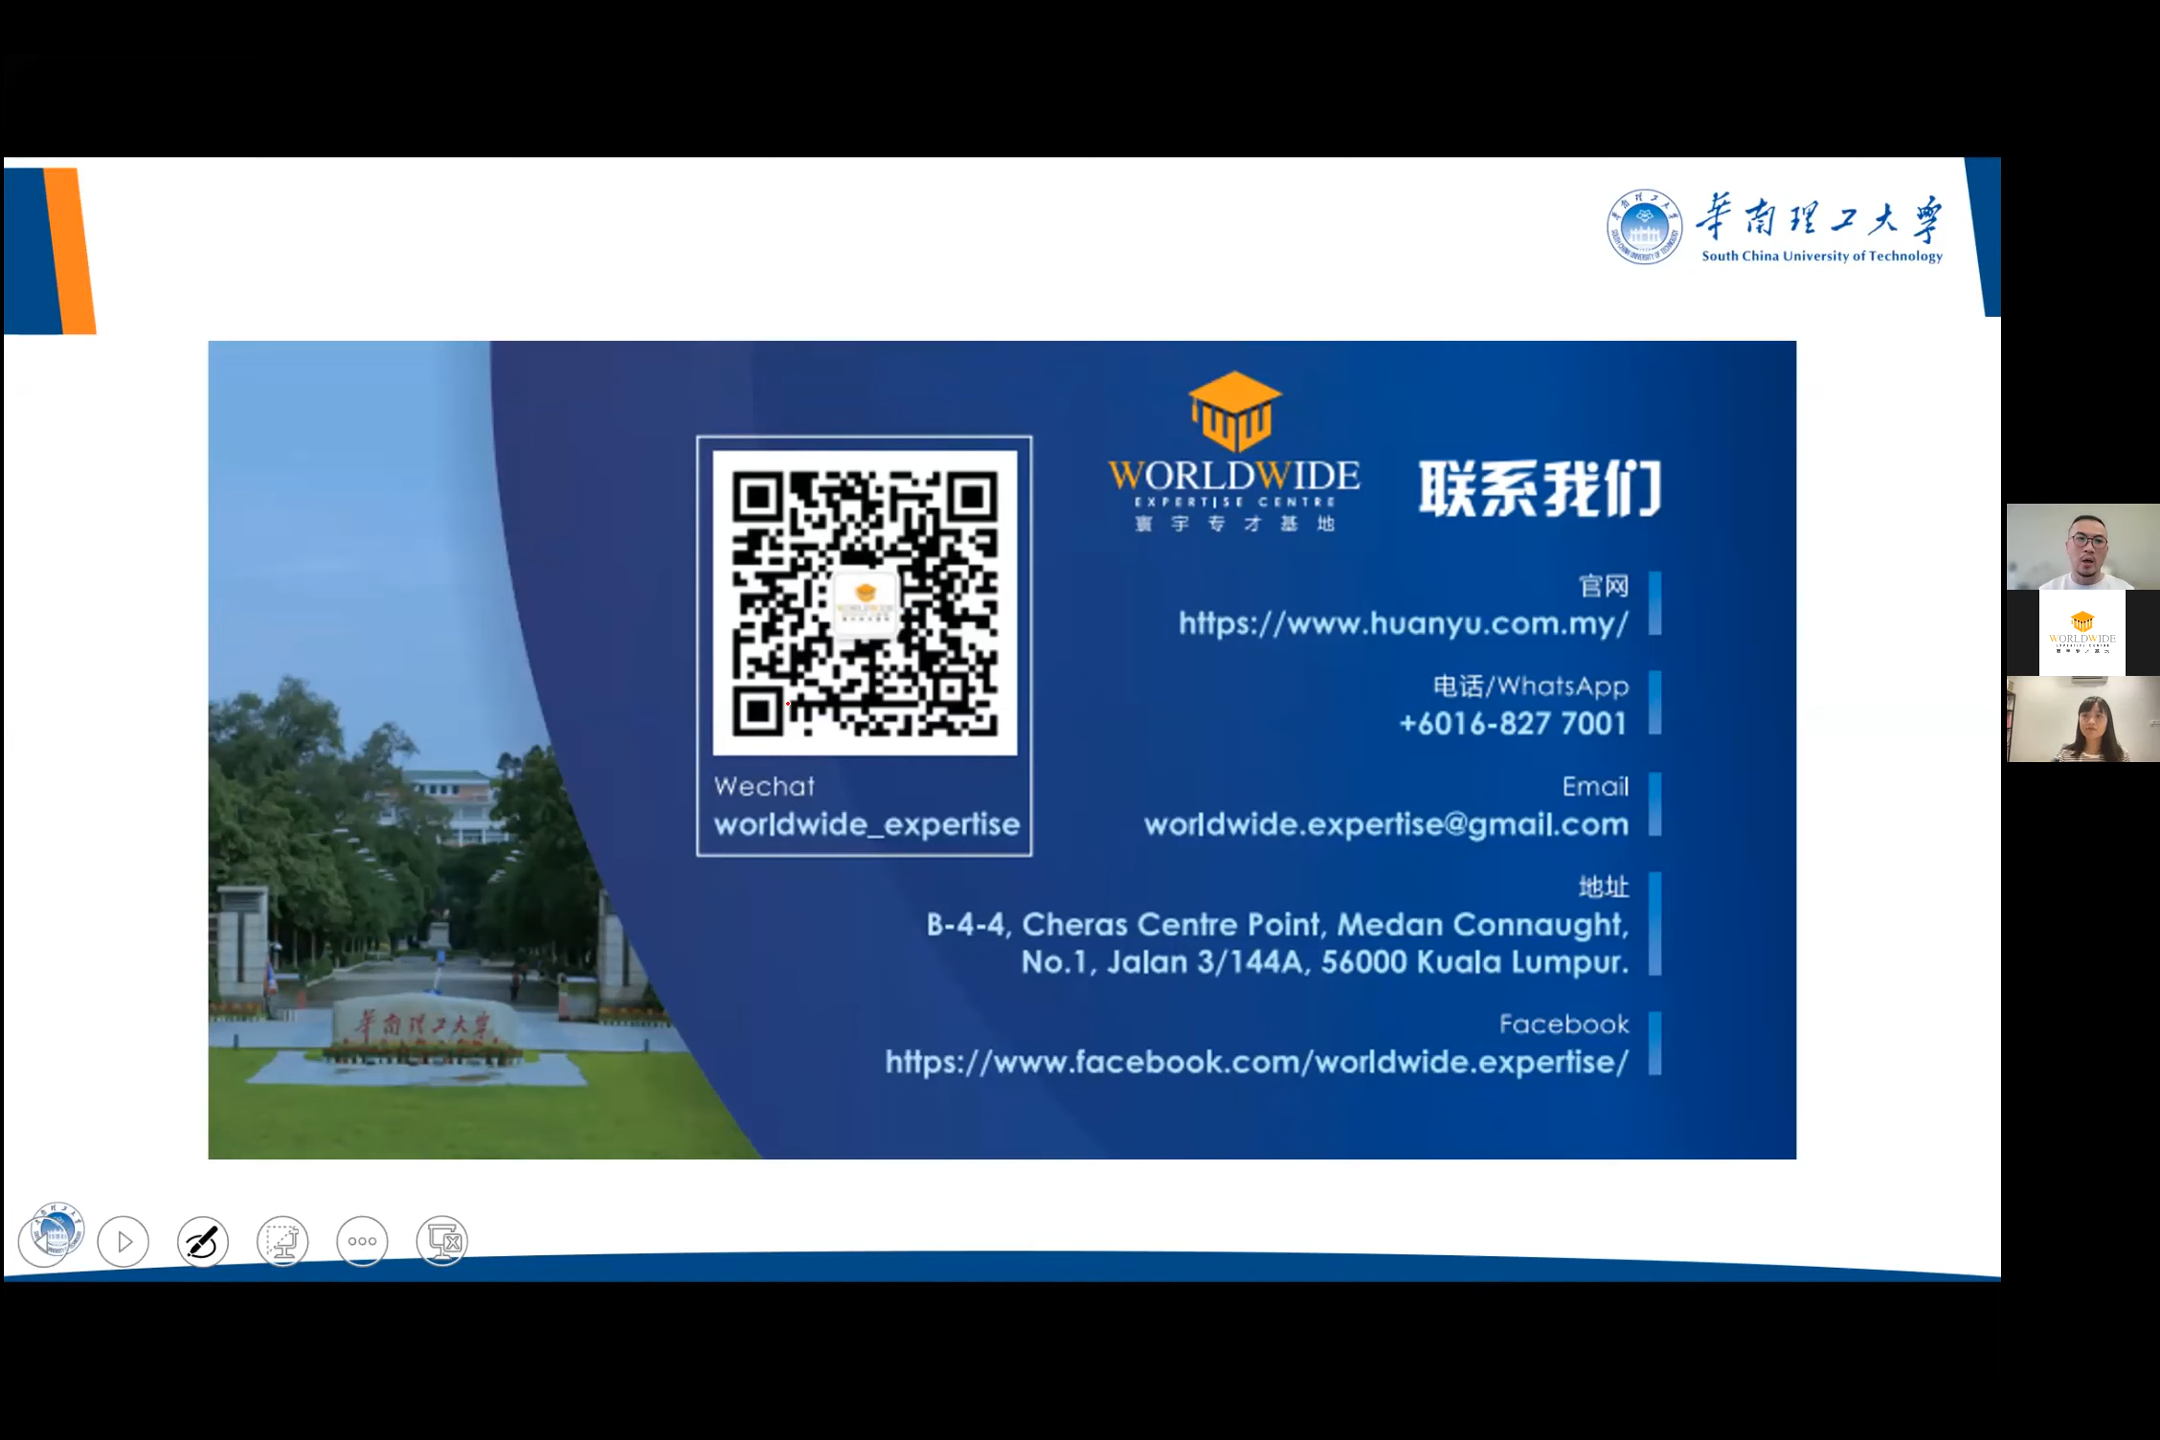 華南理工大學
South China University of Technology
WORLDWIDE
EXPERTISE CENTRE
寰宇专才基地
联系我们
官网
https://www.huanyu.com.my/
电话/WhatsApp
+6016-827 7001
Wechat
worldwide_expertise
Email
worldwide.expertise@gmail.com
地址
B-4-4, Cheras Centre Point, Medan Connaught,
No.1, Jalan 3/144A, 56000 Kuala Lumpur.
Facebook
https://www.facebook.com/worldwide.expertise/
華南理工大學
WORLDWIDE